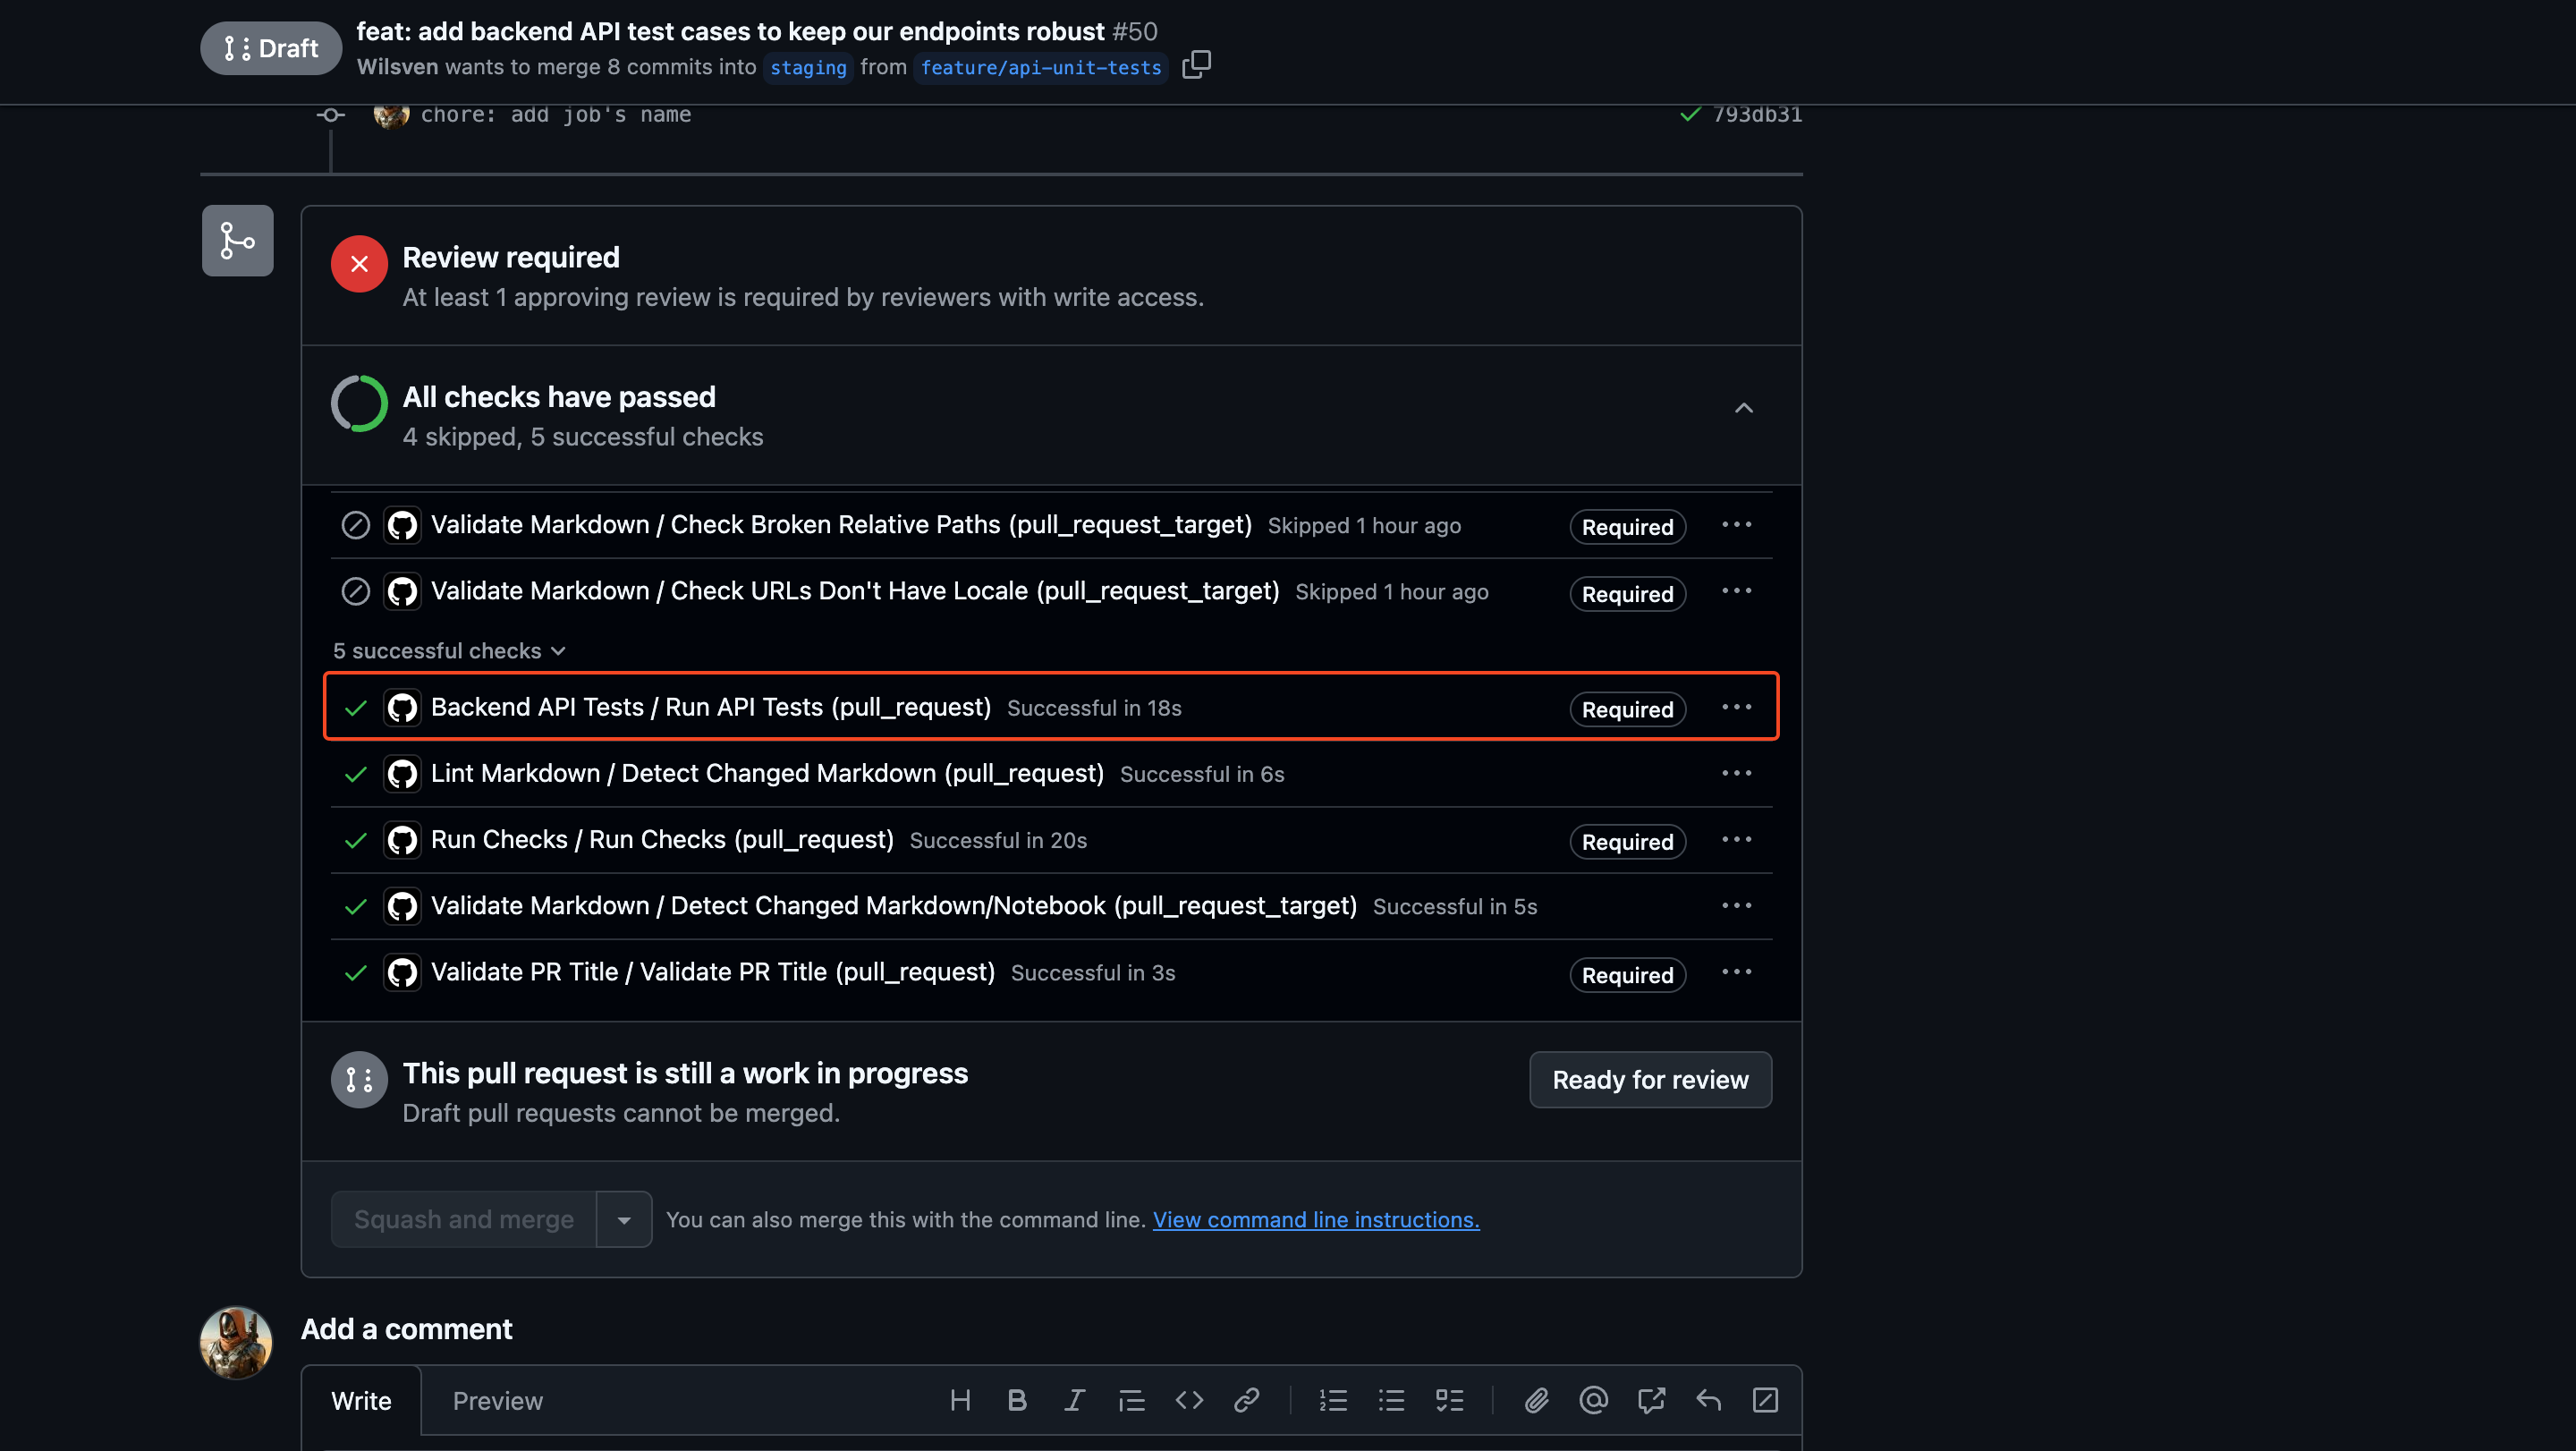 Draft
feat: add backend API test cases to keep our endpoints robust #50
Wilsven wants to merge 8 commits into staging from feature/api-unit-tests
chore: add job's name 793db31
Review required
At least 1 approving review is required by reviewers with write access.
All checks have passed
4 skipped, 5 successful checks
Validate Markdown / Check Broken Relative Paths (pull_request_target) Skipped 1 hour ago Required
Validate Markdown / Check URLs Don't Have Locale (pull_request_target) Skipped 1 hour ago Required
5 successful checks
Backend API Tests / Run API Tests (pull_request) Successful in 18s Required
Lint Markdown / Detect Changed Markdown (pull_request) Successful in 6s
Run Checks / Run Checks (pull_request) Successful in 20s Required
Validate Markdown / Detect Changed Markdown/Notebook (pull_request_target) Successful in 5s
Validate PR Title / Validate PR Title (pull_request) Successful in 3s Required
This pull request is still a work in progress
Draft pull requests cannot be merged.
Ready for review
Squash and merge
You can also merge this with the command line. View command line instructions.
Add a comment
Write Preview